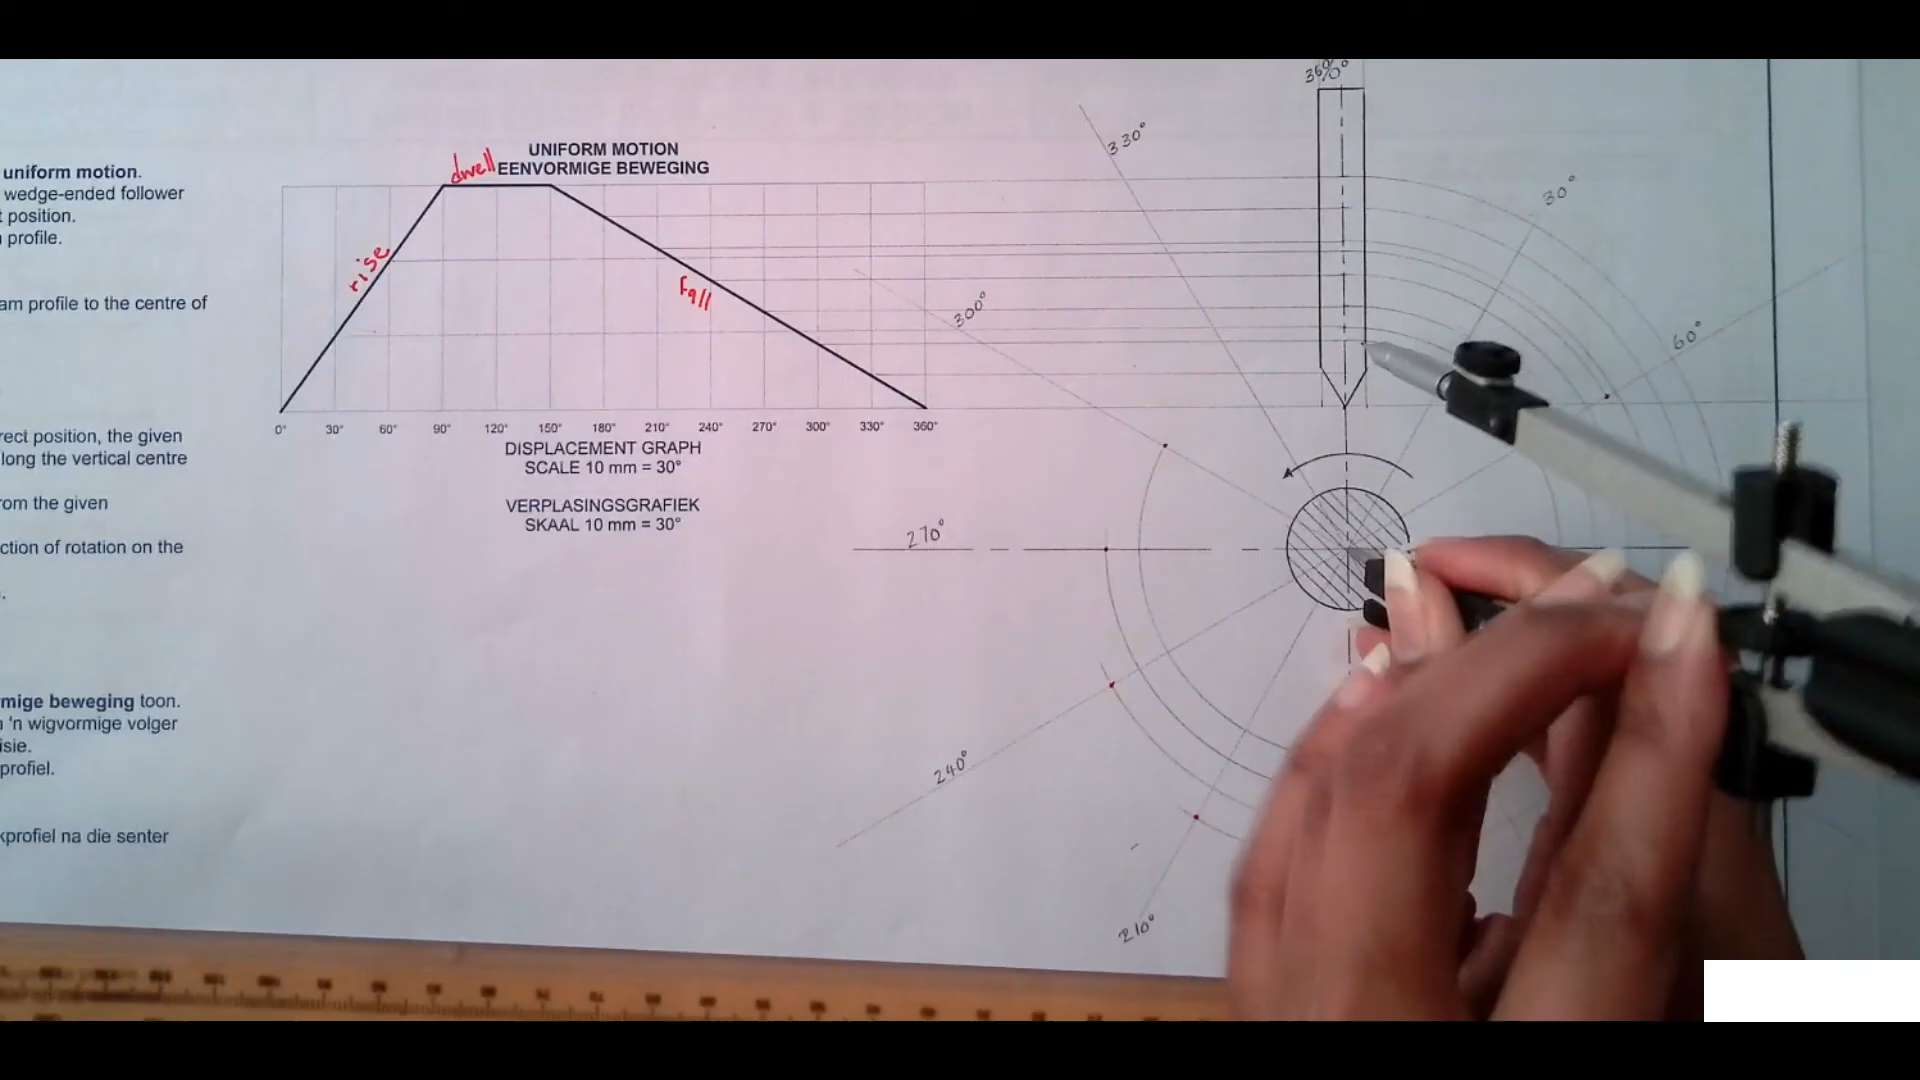 uniform motion.
wedge-ended follower
position.
profile.
am profile to the centre of
rect position, the given
long the vertical centre
rom the given
ction of rotation on the
mige beweging toon.
'n wigvormige volger
isie.
profiel.
kprofiel na die senter
UNIFORM MOTION
EENVORMIGE BEWEGING
dwell
rise
fall
0° 30° 60° 90° 120° 150° 180° 210° 240° 270° 300° 330° 360°
DISPLACEMENT GRAPH
SCALE 10 mm = 30°
VERPLASINGSGRAFIEK
SKAAL 10 mm = 30°
330°
30°
300°
60°
270°
240°
210°